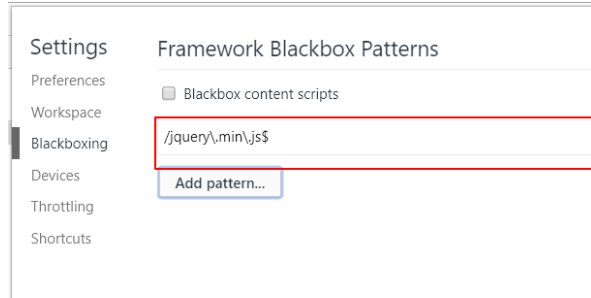 Settings
Preferences
Workspace
Blackboxing
Devices
Throttling
Shortcuts
Framework Blackbox Patterns
Blackbox content scripts
/jquery\.min\.js$
Add pattern...